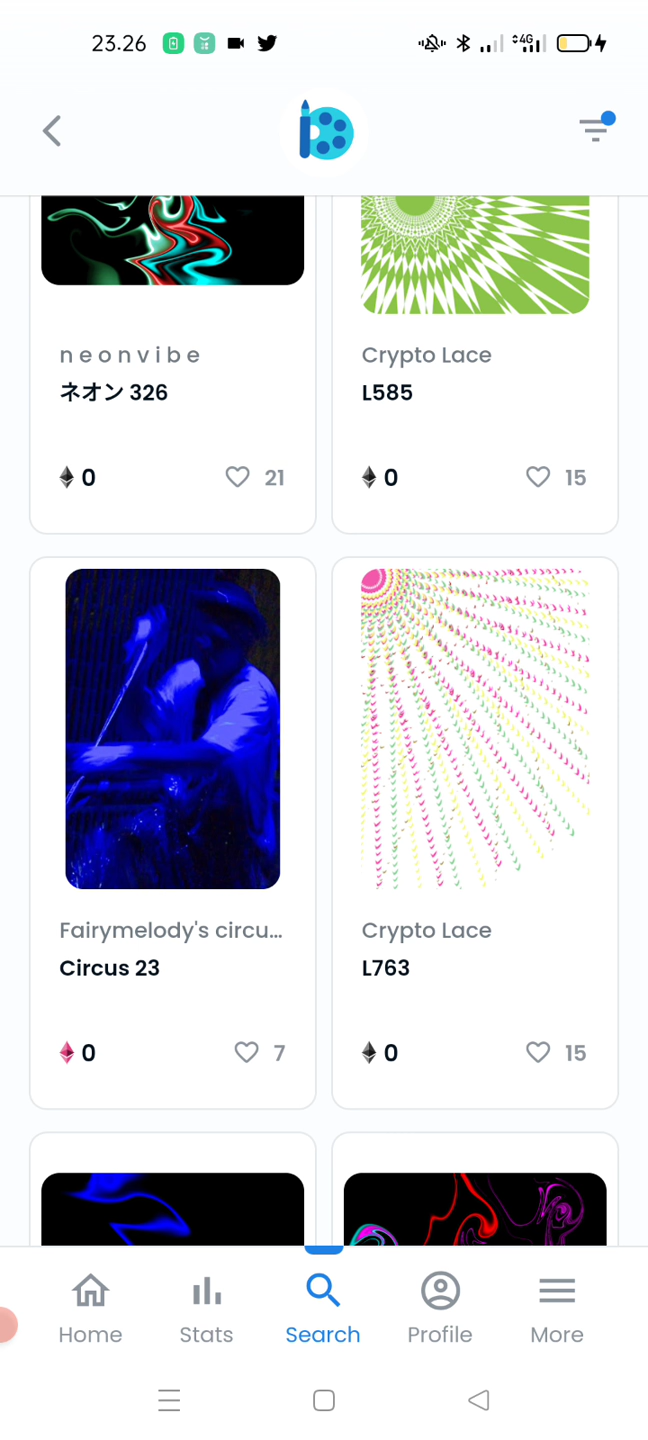 23.26
4G
n e o n v i b e
ネオン 326
0
21
Crypto Lace
L585
0
15
Fairymelody's circu...
Circus 23
0
7
Crypto Lace
L763
0
15
Home
Stats
Search
Profile
More